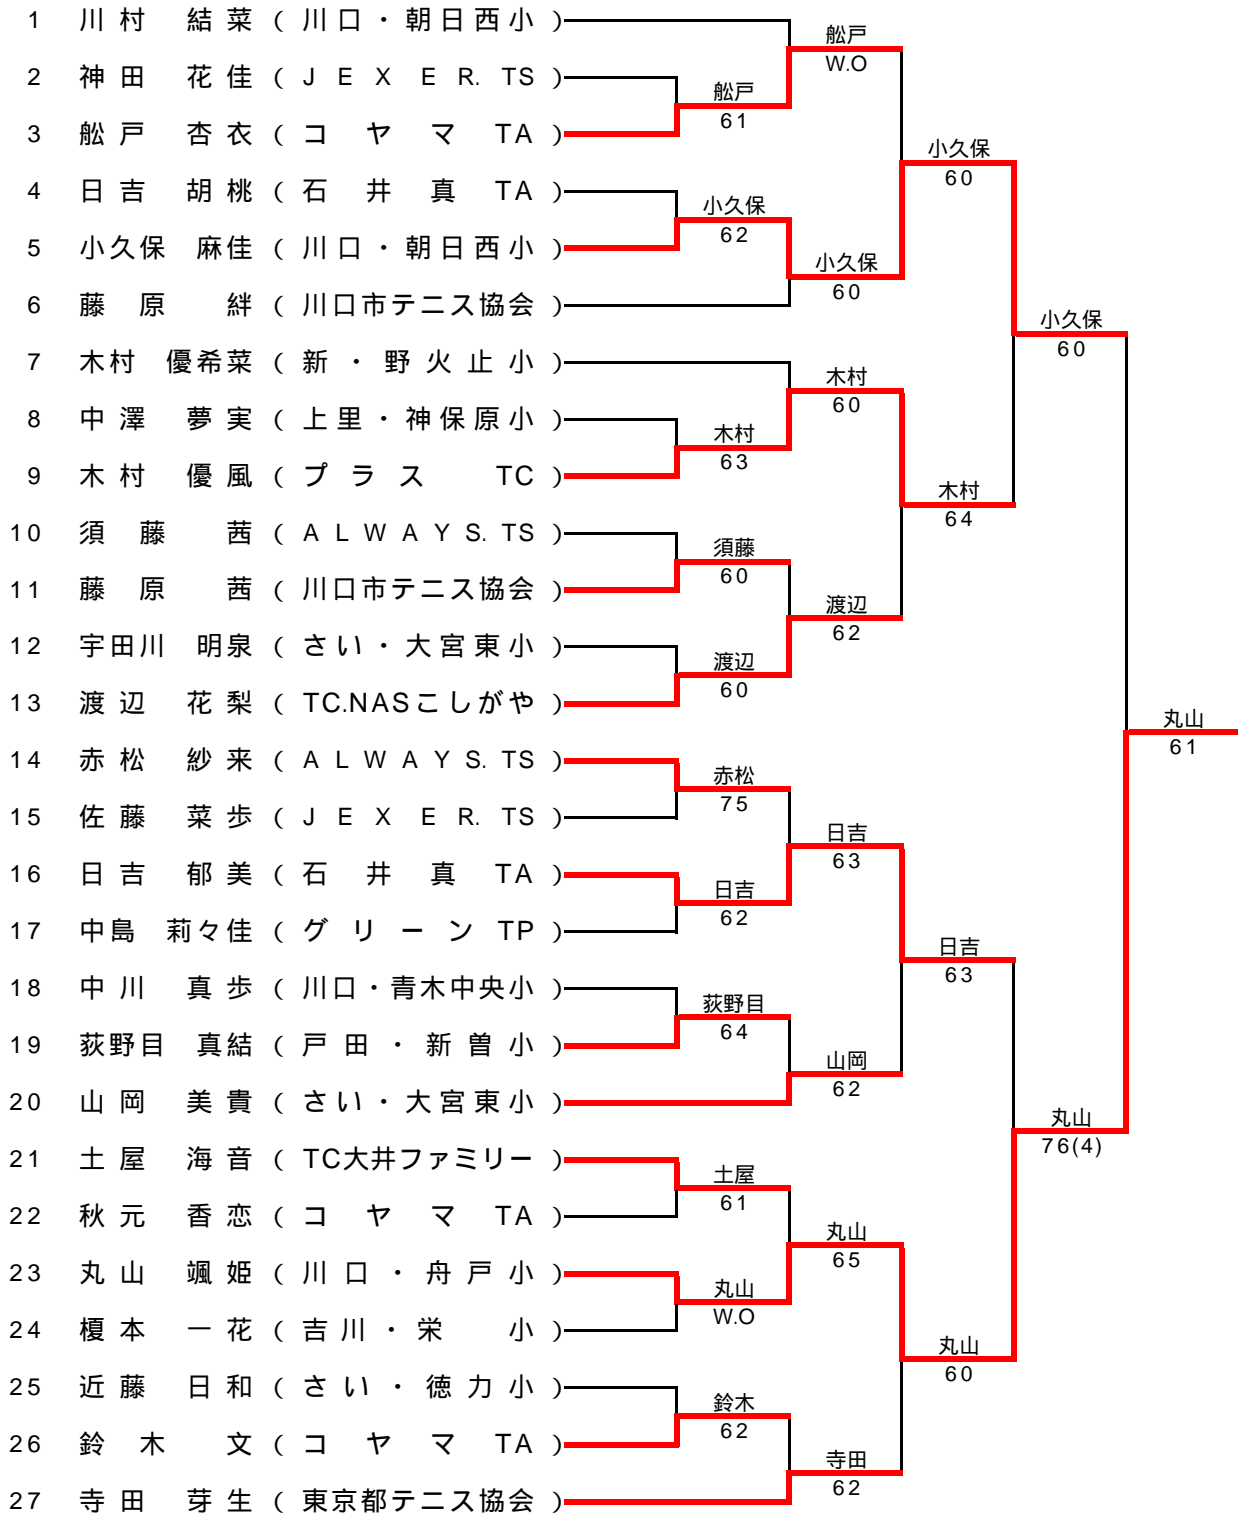 1 川村 結菜 ( 川口・朝日西小 )
2 神田 花佳 ( JEXER. TS )
3 舩戸 杏衣 ( コヤマ TA )
4 日吉 胡桃 ( 石井真 TA )
5 小久保 麻佳 ( 川口・朝日西小 )
6 藤原 絆 ( 川口市テニス協会 )
7 木村 優希菜 ( 新・野火止小 )
8 中澤 夢実 ( 上里・神保原小 )
9 木村 優風 ( プラス TC )
10 須藤 茜 ( ALWAYS. TS )
11 藤原 茜 ( 川口市テニス協会 )
12 宇田川 明泉 ( さい・大宮東小 )
13 渡辺 花梨 ( TC.NASこしがや )
14 赤松 紗来 ( ALWAYS. TS )
15 佐藤 菜歩 ( JEXER. TS )
16 日吉 郁美 ( 石井真 TA )
17 中島 莉々佳 ( グリーン TP )
18 中川 真歩 ( 川口・青木中央小 )
19 荻野目 真結 ( 戸田・新曽小 )
20 山岡 美貴 ( さい・大宮東小 )
21 土屋 海音 ( TC大井ファミリー )
22 秋元 香恋 ( コヤマ TA )
23 丸山 颯姫 ( 川口・舟戸小 )
24 榎本 一花 ( 吉川・栄 小 )
25 近藤 日和 ( さい・徳力小 )
26 鈴木 文 ( コヤマ TA )
27 寺田 芽生 ( 東京都テニス協会 )
舩戸
61
小久保
62
木村
63
須藤
60
渡辺
60
赤松
75
日吉
62
荻野目
64
土屋
61
丸山
W.O
鈴木
62
舩戸
W.O
小久保
60
木村
60
渡辺
62
日吉
63
山岡
62
丸山
65
寺田
62
小久保
60
木村
64
日吉
63
丸山
60
小久保
60
丸山
76(4)
丸山
61